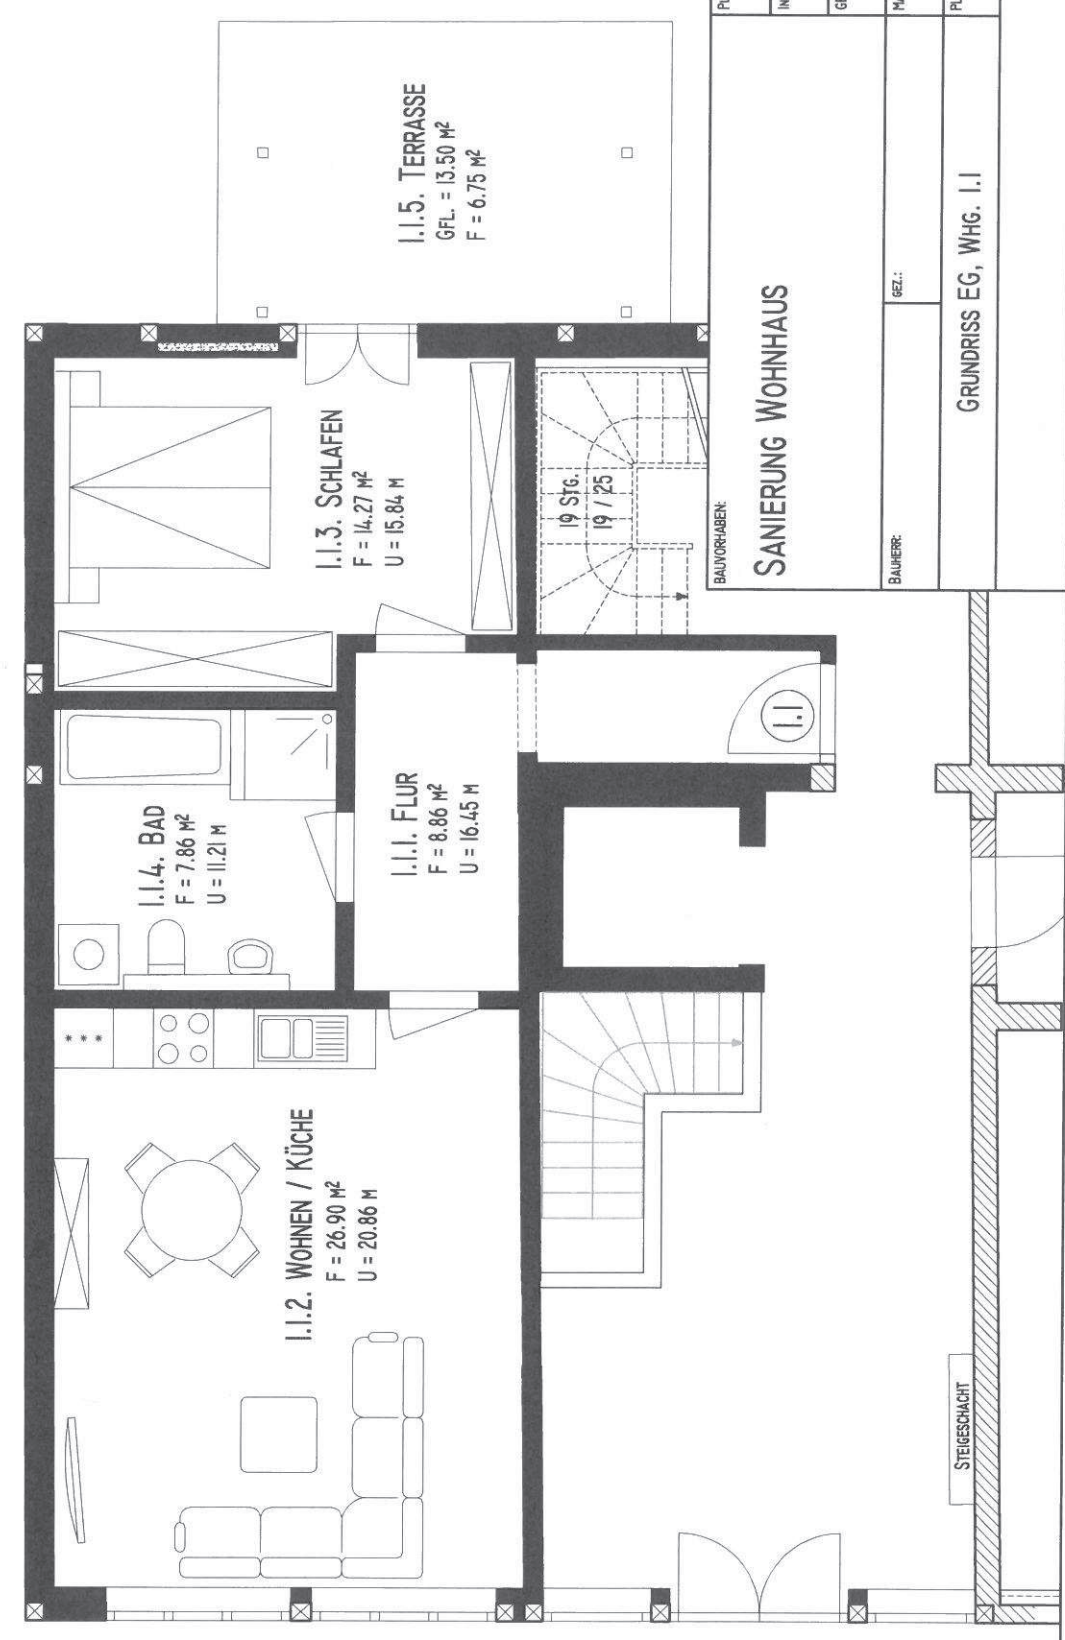 1.1.5. TERRASSE
GFL. = 13.50 M²
F = 6.75 M²
1.1.3. SCHLAFEN
F = 14.27 M²
U = 15.84 M
19 STG.
19 / 25
1.1
1.1.4. BAD
F = 7.86 M²
U = 11.21 M
1.1.1. FLUR
F = 8.86 M²
U = 16.45 M
***
1.1.2. WOHNEN / KÜCHE
F = 26.90 M²
U = 20.86 M
STEIGESCHACHT
BAUVORHABEN:
SANIERUNG WOHNHAUS
BAUHERR:
GEZ.:
GRUNDRISS EG, WHG. 1.1